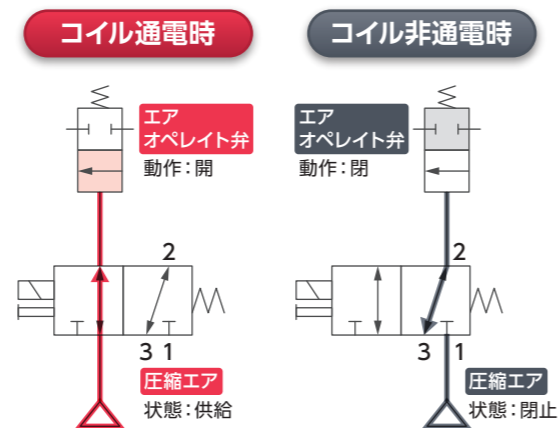 コイル通電時
エア
オペレイト弁
動作：開
2
3 1
圧縮エア
状態：供給
コイル非通電時
エア
オペレイト弁
動作：閉
2
3 1
圧縮エア
状態：閉止